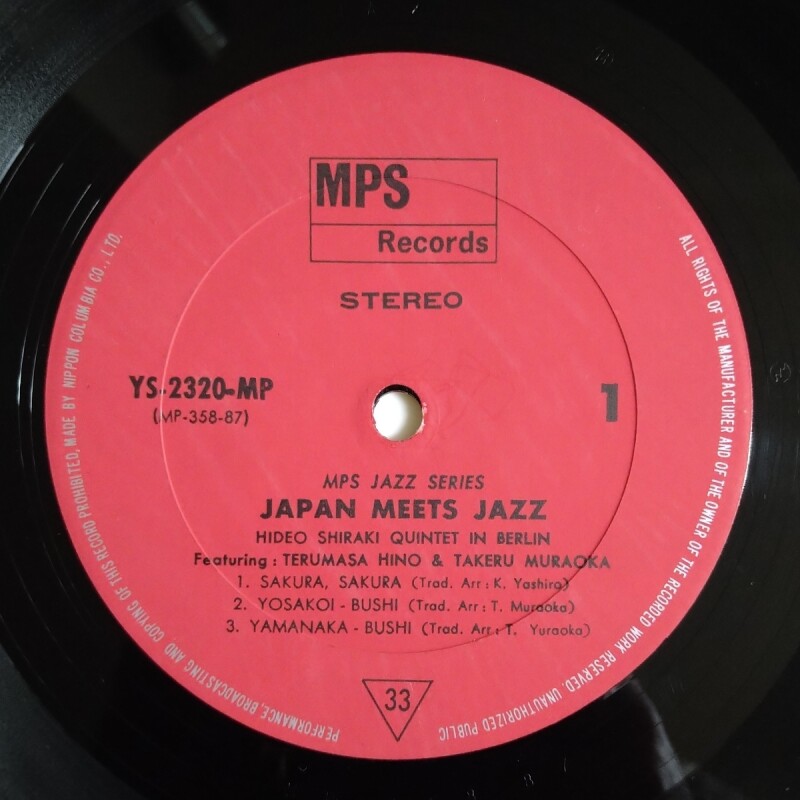 MPS
Records
STEREO
YS-2320-MP
(MP-358-87)
1
MPS JAZZ SERIES
JAPAN MEETS JAZZ
HIDEO SHIRAKI QUINTET IN BERLIN
Featuring : TERUMASA HINO & TAKERU MURAOKA
1. SAKURA, SAKURA (Trad. Arr : K. Yashiro)
2. YOSAKOI - BUSHI (Trad. Arr : T. Muraoka)
3. YAMANAKA - BUSHI (Trad. Arr : T. Yuraoka)
33
ALL RIGHTS OF THE MANUFACTURER AND OF THE OWNER OF THE RECORDED WORK RESERVED. UNAUTHORIZED PUBLIC
PERFORMANCE, BROADCASTING AND COPYING OF THIS RECORD PROHIBITED, MADE BY NIPPON COLUMBIA CO., LTD.